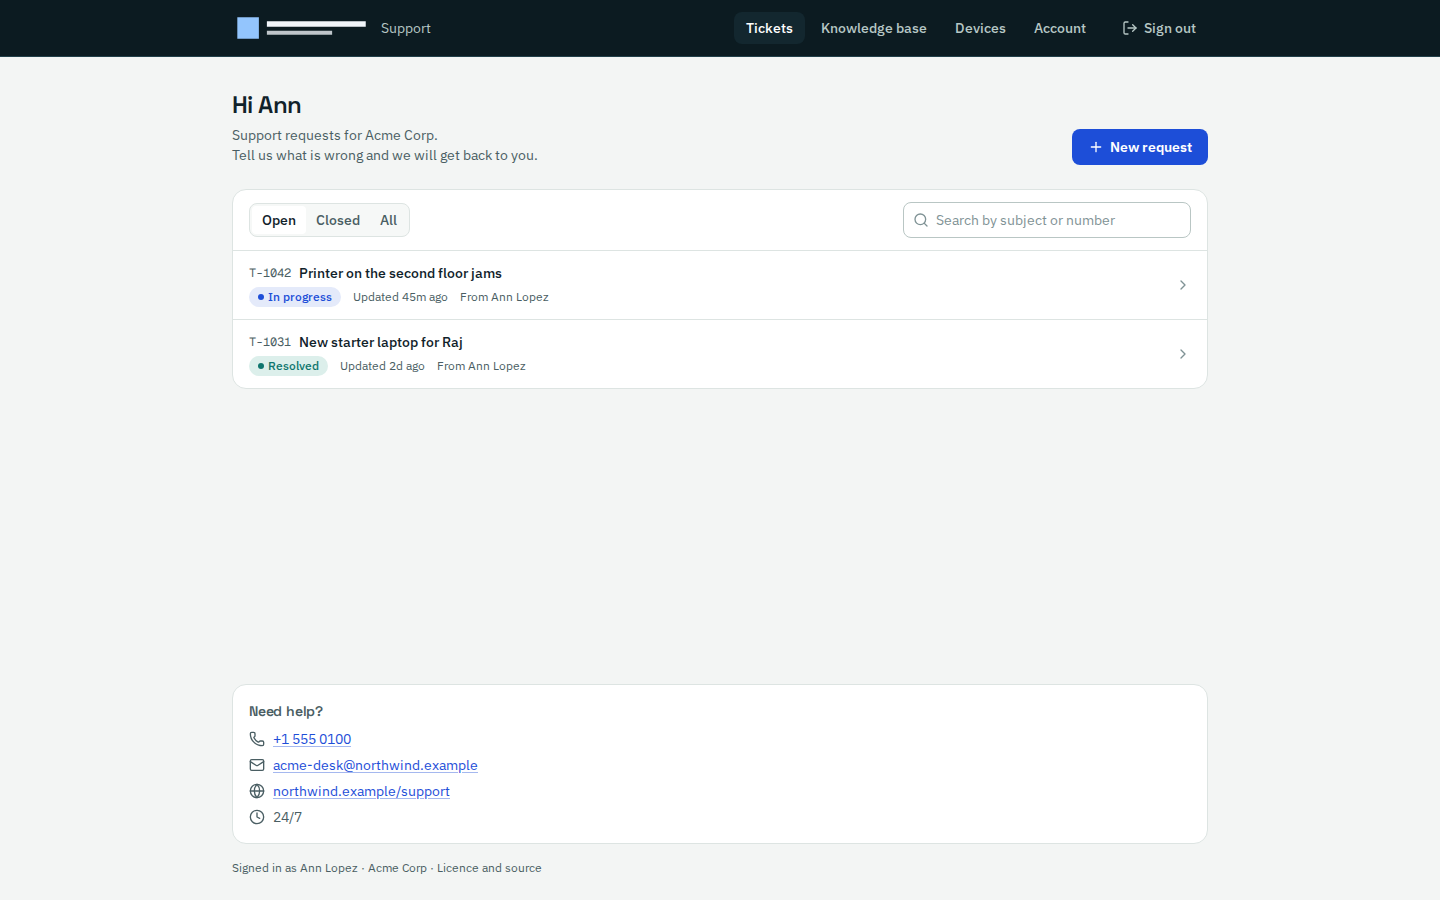 Support
Tickets
Knowledge base
Devices
Account
Sign out
Hi Ann
Support requests for Acme Corp.
Tell us what is wrong and we will get back to you.
New request
Open
Closed
All
Search by subject or number
T-1042 Printer on the second floor jams
In progress Updated 45m ago From Ann Lopez
T-1031 New starter laptop for Raj
Resolved Updated 2d ago From Ann Lopez
Need help?
+1 555 0100
acme-desk@northwind.example
northwind.example/support
24/7
Signed in as Ann Lopez · Acme Corp · Licence and source